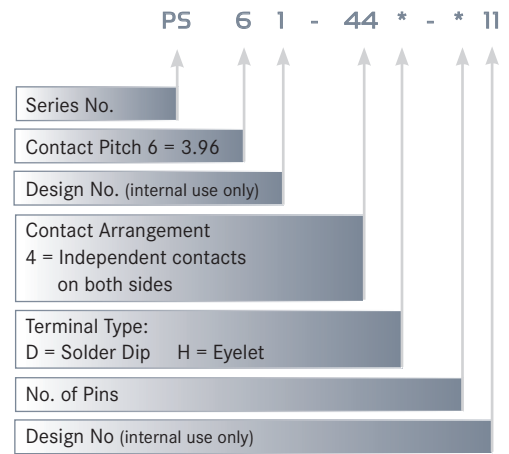 PS 6 1 - 44 * - * 11
Series No.
Contact Pitch 6 = 3.96
Design No. (internal use only)
Contact Arrangement
4 = Independent contacts
on both sides
Terminal Type:
D = Solder Dip H = Eyelet
No. of Pins
Design No (internal use only)